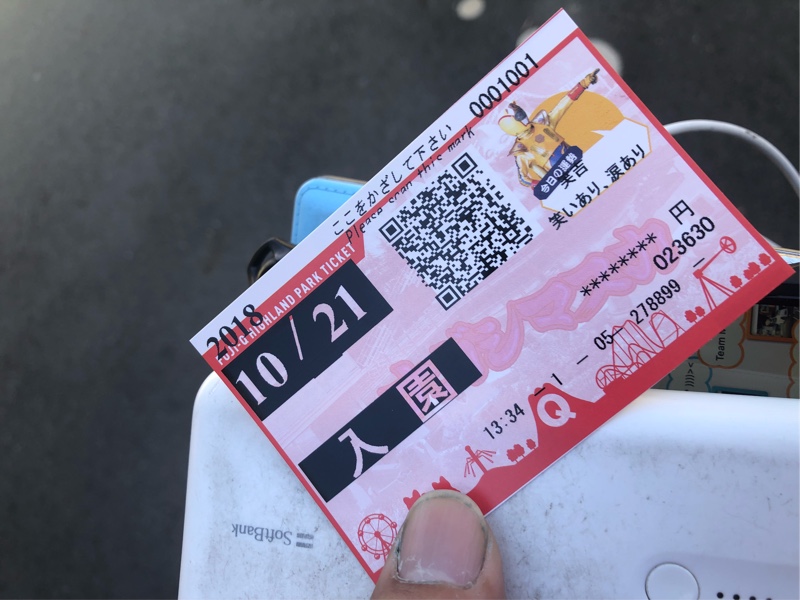 0001001
ここをかざして下さい
Please scan this mark
FUJI-Q HIGHLAND PARK TICKET
2018
10/21
入園
今日の運勢
笑吉
笑いあり、涙あり
******** 円
023630
13:34 - 1 - 05- 278899 -
Q
SoftBank
Team